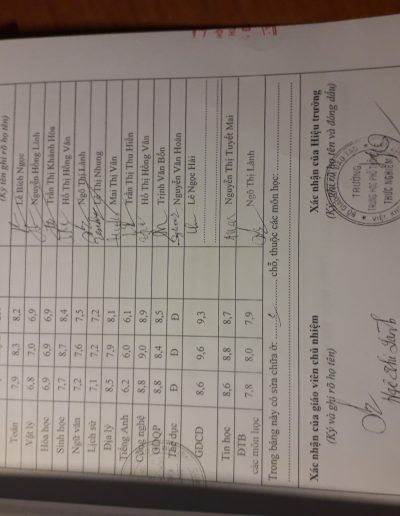 (Ký tên ghi rõ họ tên)
Toán 7,9 8,3 8,2 Lê Bích Ngọc
Vật lý 6,8 7,0 6,9 Nguyễn Hồng Linh
Hóa học 6,9 6,9 6,9 Trần Thị Khánh Hòa
Sinh học 7,7 8,7 8,4 Hồ Thị Hồng Vân
Ngữ văn 7,2 7,6 7,5 Ngô Thị Lành
Lịch sử 7,1 7,2 7,2 Thị Nhung
Địa lý 8,5 7,9 8,1 Mai Thị Vân
Tiếng Anh 6,2 6,0 6,1 Trần Thị Thu Hiền
Công nghệ 8,8 9,0 8,9 Hồ Thị Hồng Vân
GDQP 8,8 8,4 8,5 Trịnh Văn Bồn
Thể dục Đ Đ Đ Nguyễn Văn Hoàn
GDCD 8,6 9,6 9,3 Lê Ngọc Hải
Tin học 8,6 8,8 8,7 Nguyễn Thị Tuyết Mai
ĐTB
các môn học 7,8 8,0 7,9 Ngô Thị Lành
Trong bảng này có sửa chữa ở: chỗ, thuộc các môn học:
Xác nhận của giáo viên chủ nhiệm Xác nhận của Hiệu trưởng
(Ký và ghi rõ họ tên) (Ký, ghi rõ họ tên và đóng dấu)
TRƯỜNG
TRUNG HỌC PHỔ
THỰC NGHIỆM
Ngô Thị Lành